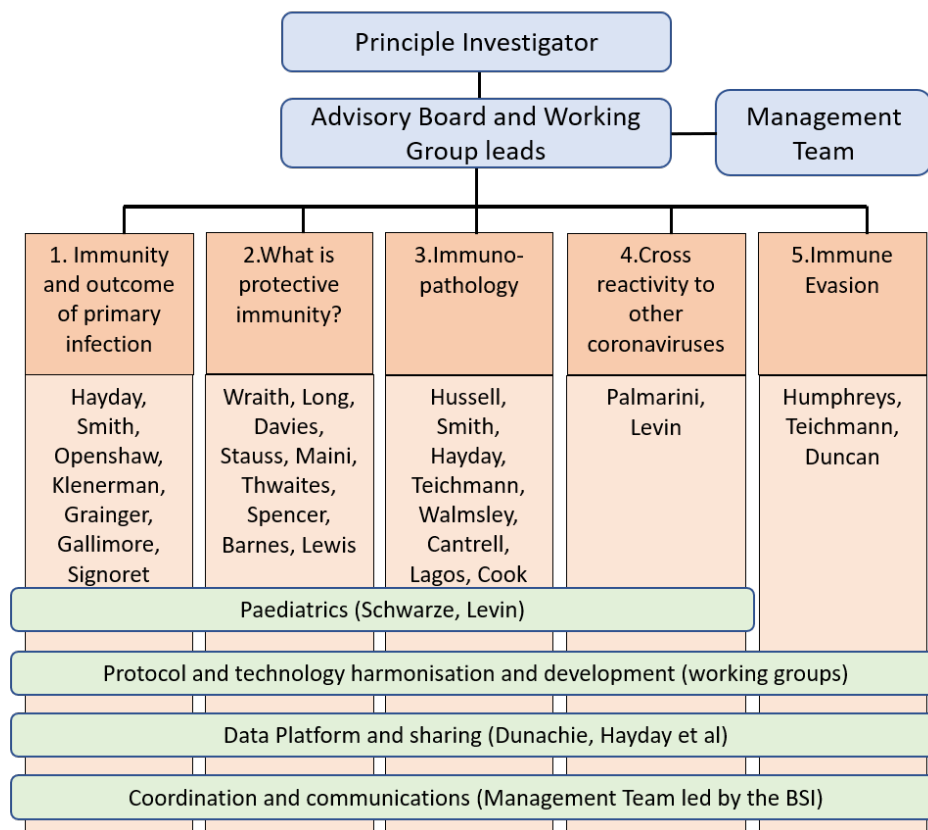 Principle Investigator
Advisory Board and Working
Group leads
Management
Team
1. Immunity
and outcome
of primary
infection
2.What is
protective
immunity?
3.Immuno-
pathology
4.Cross
reactivity to
other
coronaviruses
5.Immune
Evasion
Hayday,
Smith,
Openshaw,
Klenerman,
Grainger,
Gallimore,
Signoret
Wraith, Long,
Davies,
Stauss, Maini,
Thwaites,
Spencer,
Barnes, Lewis
Hussell,
Smith,
Hayday,
Teichmann,
Walmsley,
Cantrell,
Lagos, Cook
Palmarini,
Levin
Humphreys,
Teichmann,
Duncan
Paediatrics (Schwarze, Levin)
Protocol and technology harmonisation and development (working groups)
Data Platform and sharing (Dunachie, Hayday et al)
Coordination and communications (Management Team led by the BSI)